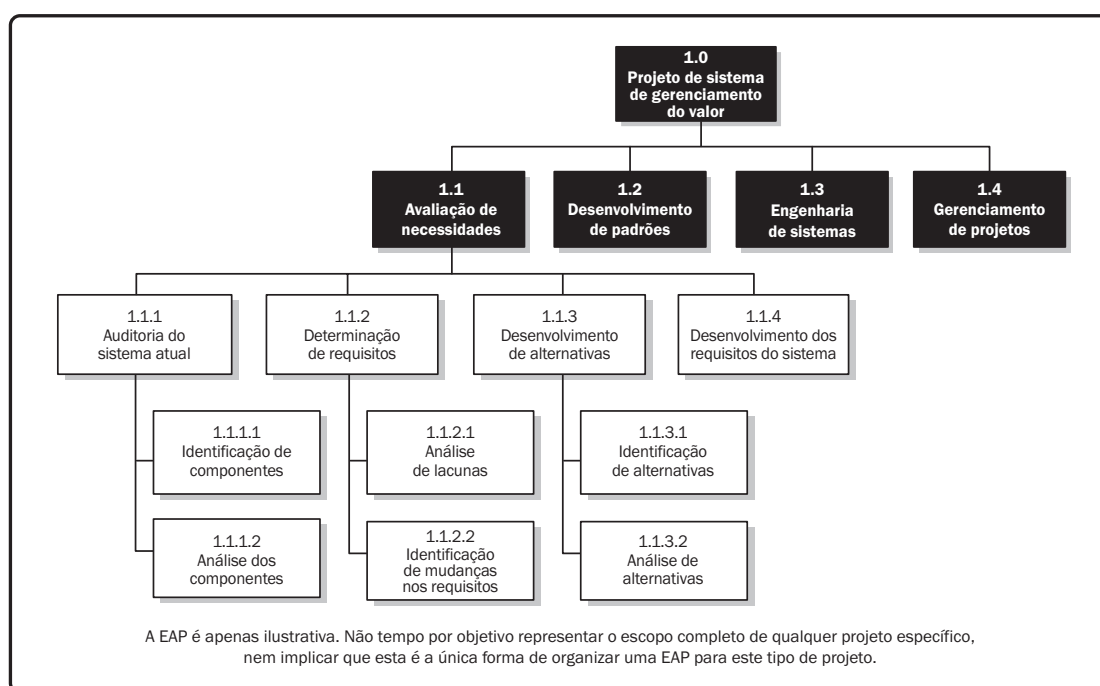 1.0
Projeto de sistema
de gerenciamento
do valor
1.1
Avaliação de
necessidades
1.2
Desenvolvimento
de padrões
1.3
Engenharia
de sistemas
1.4
Gerenciamento
de projetos
1.1.1
Auditoria do
sistema atual
1.1.2
Determinação
de requisitos
1.1.3
Desenvolvimento
de alternativas
1.1.4
Desenvolvimento dos
requisitos do sistema
1.1.1.1
Identificação de
componentes
1.1.2.1
Análise
de lacunas
1.1.3.1
Identificação
de alternativas
1.1.1.2
Análise dos
componentes
1.1.2.2
Identificação
de mudanças
nos requisitos
1.1.3.2
Análise de
alternativas
A EAP é apenas ilustrativa. Não tempo por objetivo representar o escopo completo de qualquer projeto específico,
nem implicar que esta é a única forma de organizar uma EAP para este tipo de projeto.